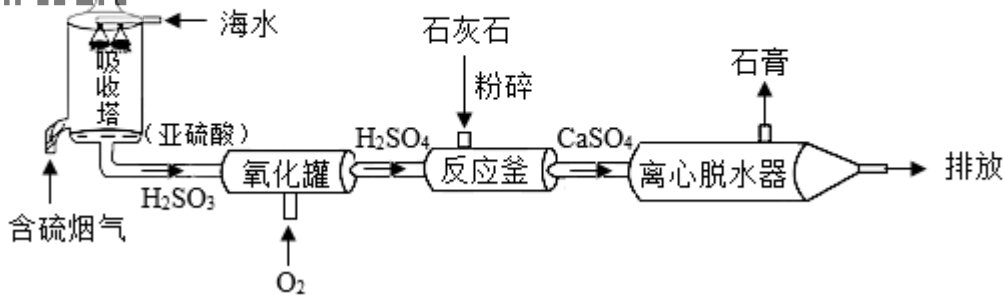 海水
吸收塔
(亚硫酸)
含硫烟气
H₂SO₃
氧化罐
O₂
H₂SO₄
石灰石
粉碎
反应釜
CaSO₄
石膏
离心脱水器
排放